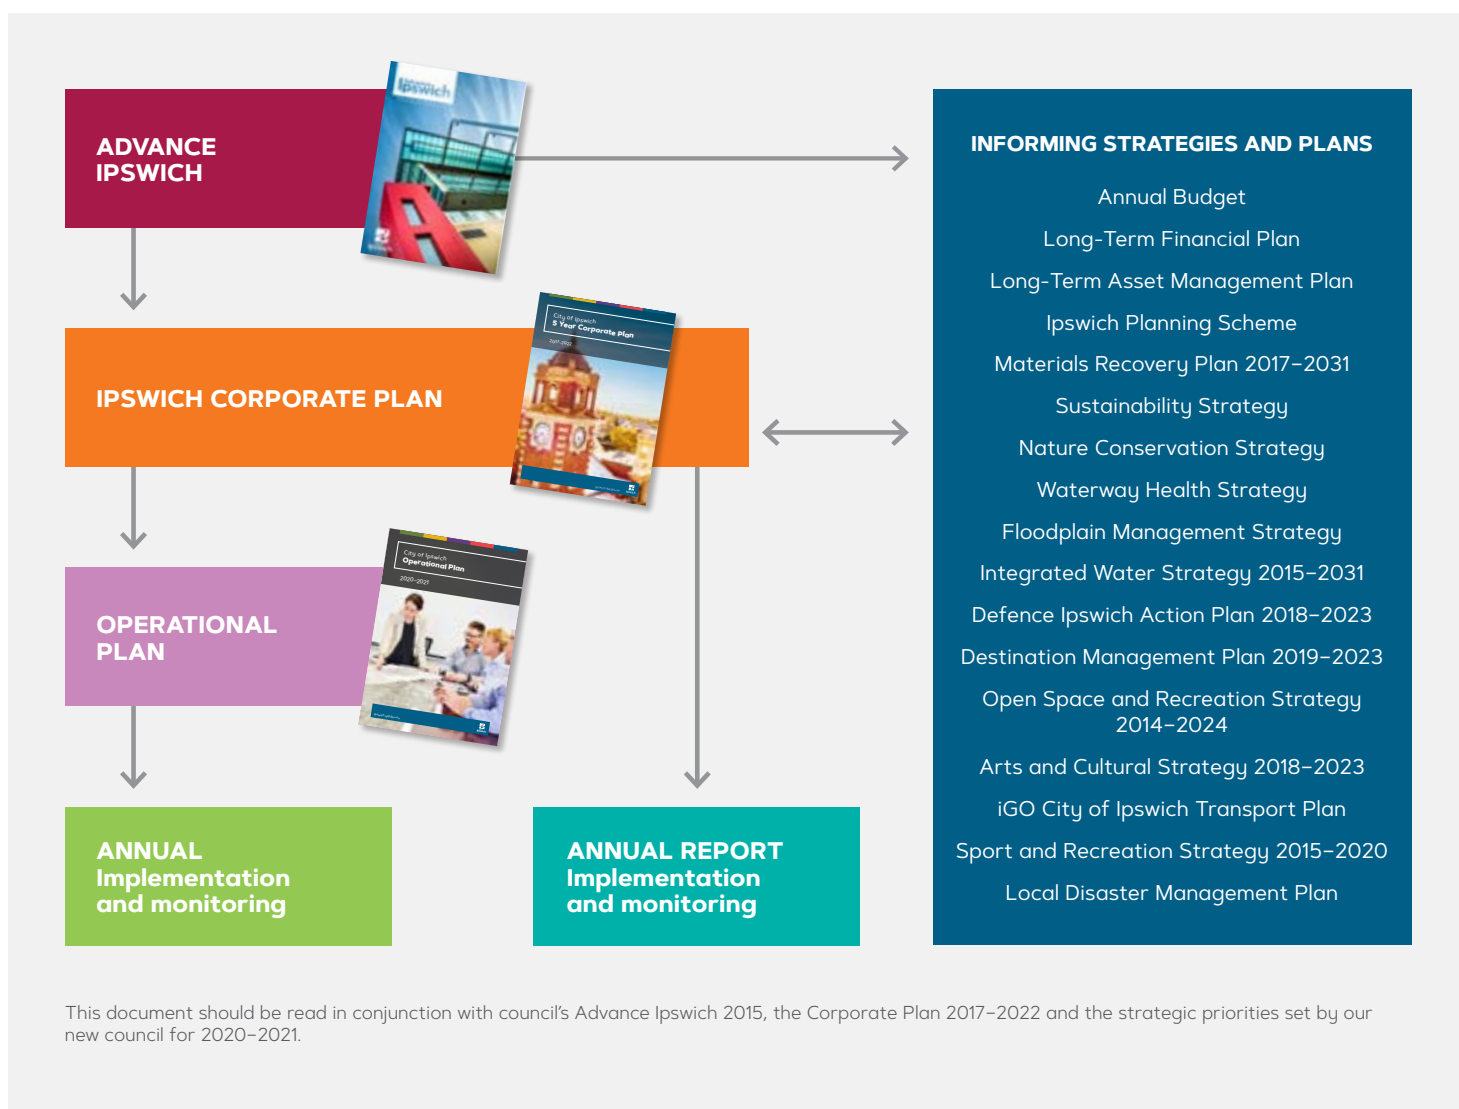 ADVANCE
IPSWICH
Ipswich
IPSWICH CORPORATE PLAN
City of Ipswich
5 Year Corporate Plan
2017-2022
OPERATIONAL
PLAN
City of Ipswich
Operational Plan
2020-2021
ANNUAL
Implementation
and monitoring
ANNUAL REPORT
Implementation
and monitoring
INFORMING STRATEGIES AND PLANS
Annual Budget
Long-Term Financial Plan
Long-Term Asset Management Plan
Ipswich Planning Scheme
Materials Recovery Plan 2017–2031
Sustainability Strategy
Nature Conservation Strategy
Waterway Health Strategy
Floodplain Management Strategy
Integrated Water Strategy 2015–2031
Defence Ipswich Action Plan 2018–2023
Destination Management Plan 2019–2023
Open Space and Recreation Strategy
2014–2024
Arts and Cultural Strategy 2018–2023
iGO City of Ipswich Transport Plan
Sport and Recreation Strategy 2015–2020
Local Disaster Management Plan
This document should be read in conjunction with council’s Advance Ipswich 2015, the Corporate Plan 2017–2022 and the strategic priorities set by our
new council for 2020–2021.